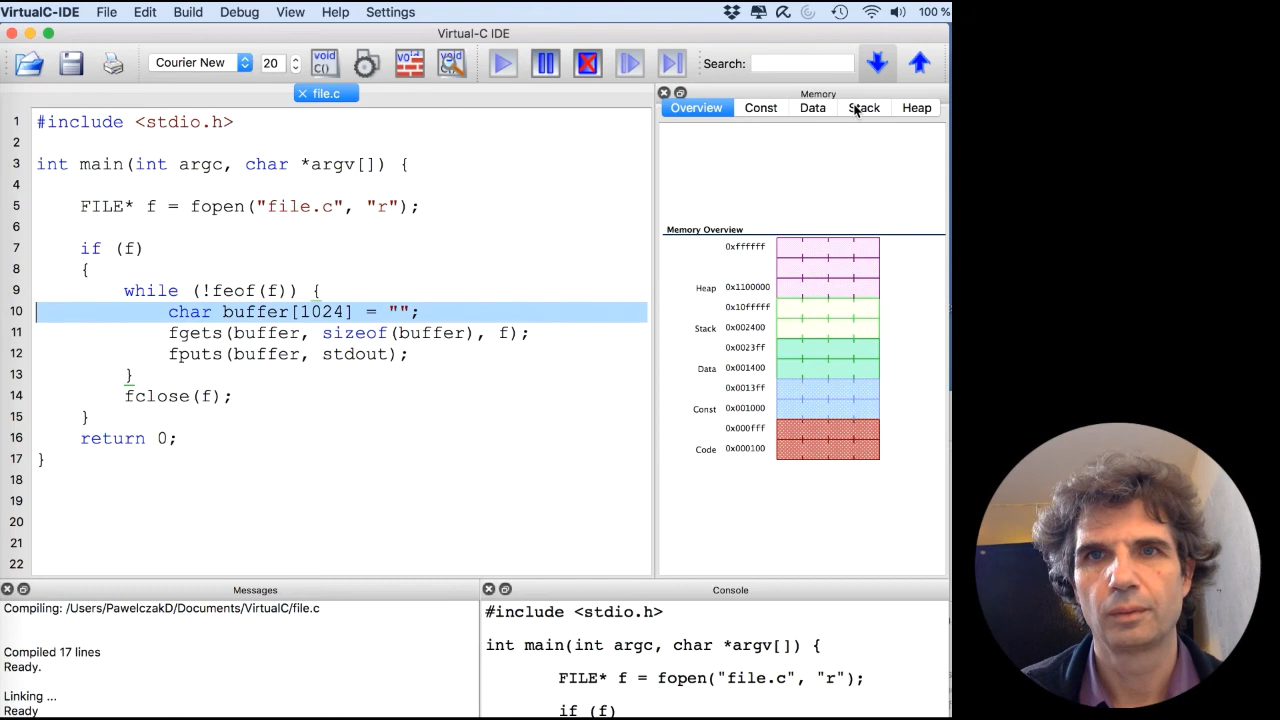 VirtualC-IDE File Edit Build Debug View Help Settings 100 %
Virtual-C IDE
Courier New 20 void C() void void C() Search:
file.c
Memory
Overview Const Data Stack Heap
1 #include <stdio.h>
2
3 int main(int argc, char *argv[]) {
4
5 FILE* f = fopen("file.c", "r");
6
7 if (f)
8 {
9 while (!feof(f)) {
10 char buffer[1024] = "";
11 fgets(buffer, sizeof(buffer), f);
12 fputs(buffer, stdout);
13 }
14 fclose(f);
15 }
16 return 0;
17 }
18
19
20
21
22
Memory Overview
0xffffff
Heap 0x1100000
0x10fffff
Stack 0x002400
0x0023ff
Data 0x001400
0x0013ff
Const 0x001000
0x000fff
Code 0x000100
Messages
Compiling: /Users/PawelczakD/Documents/VirtualC/file.c
Compiled 17 lines
Ready.
Linking ...
Ready
Console
#include <stdio.h>
int main(int argc, char *argv[]) {
FILE* f = fopen("file.c", "r");
if (f)